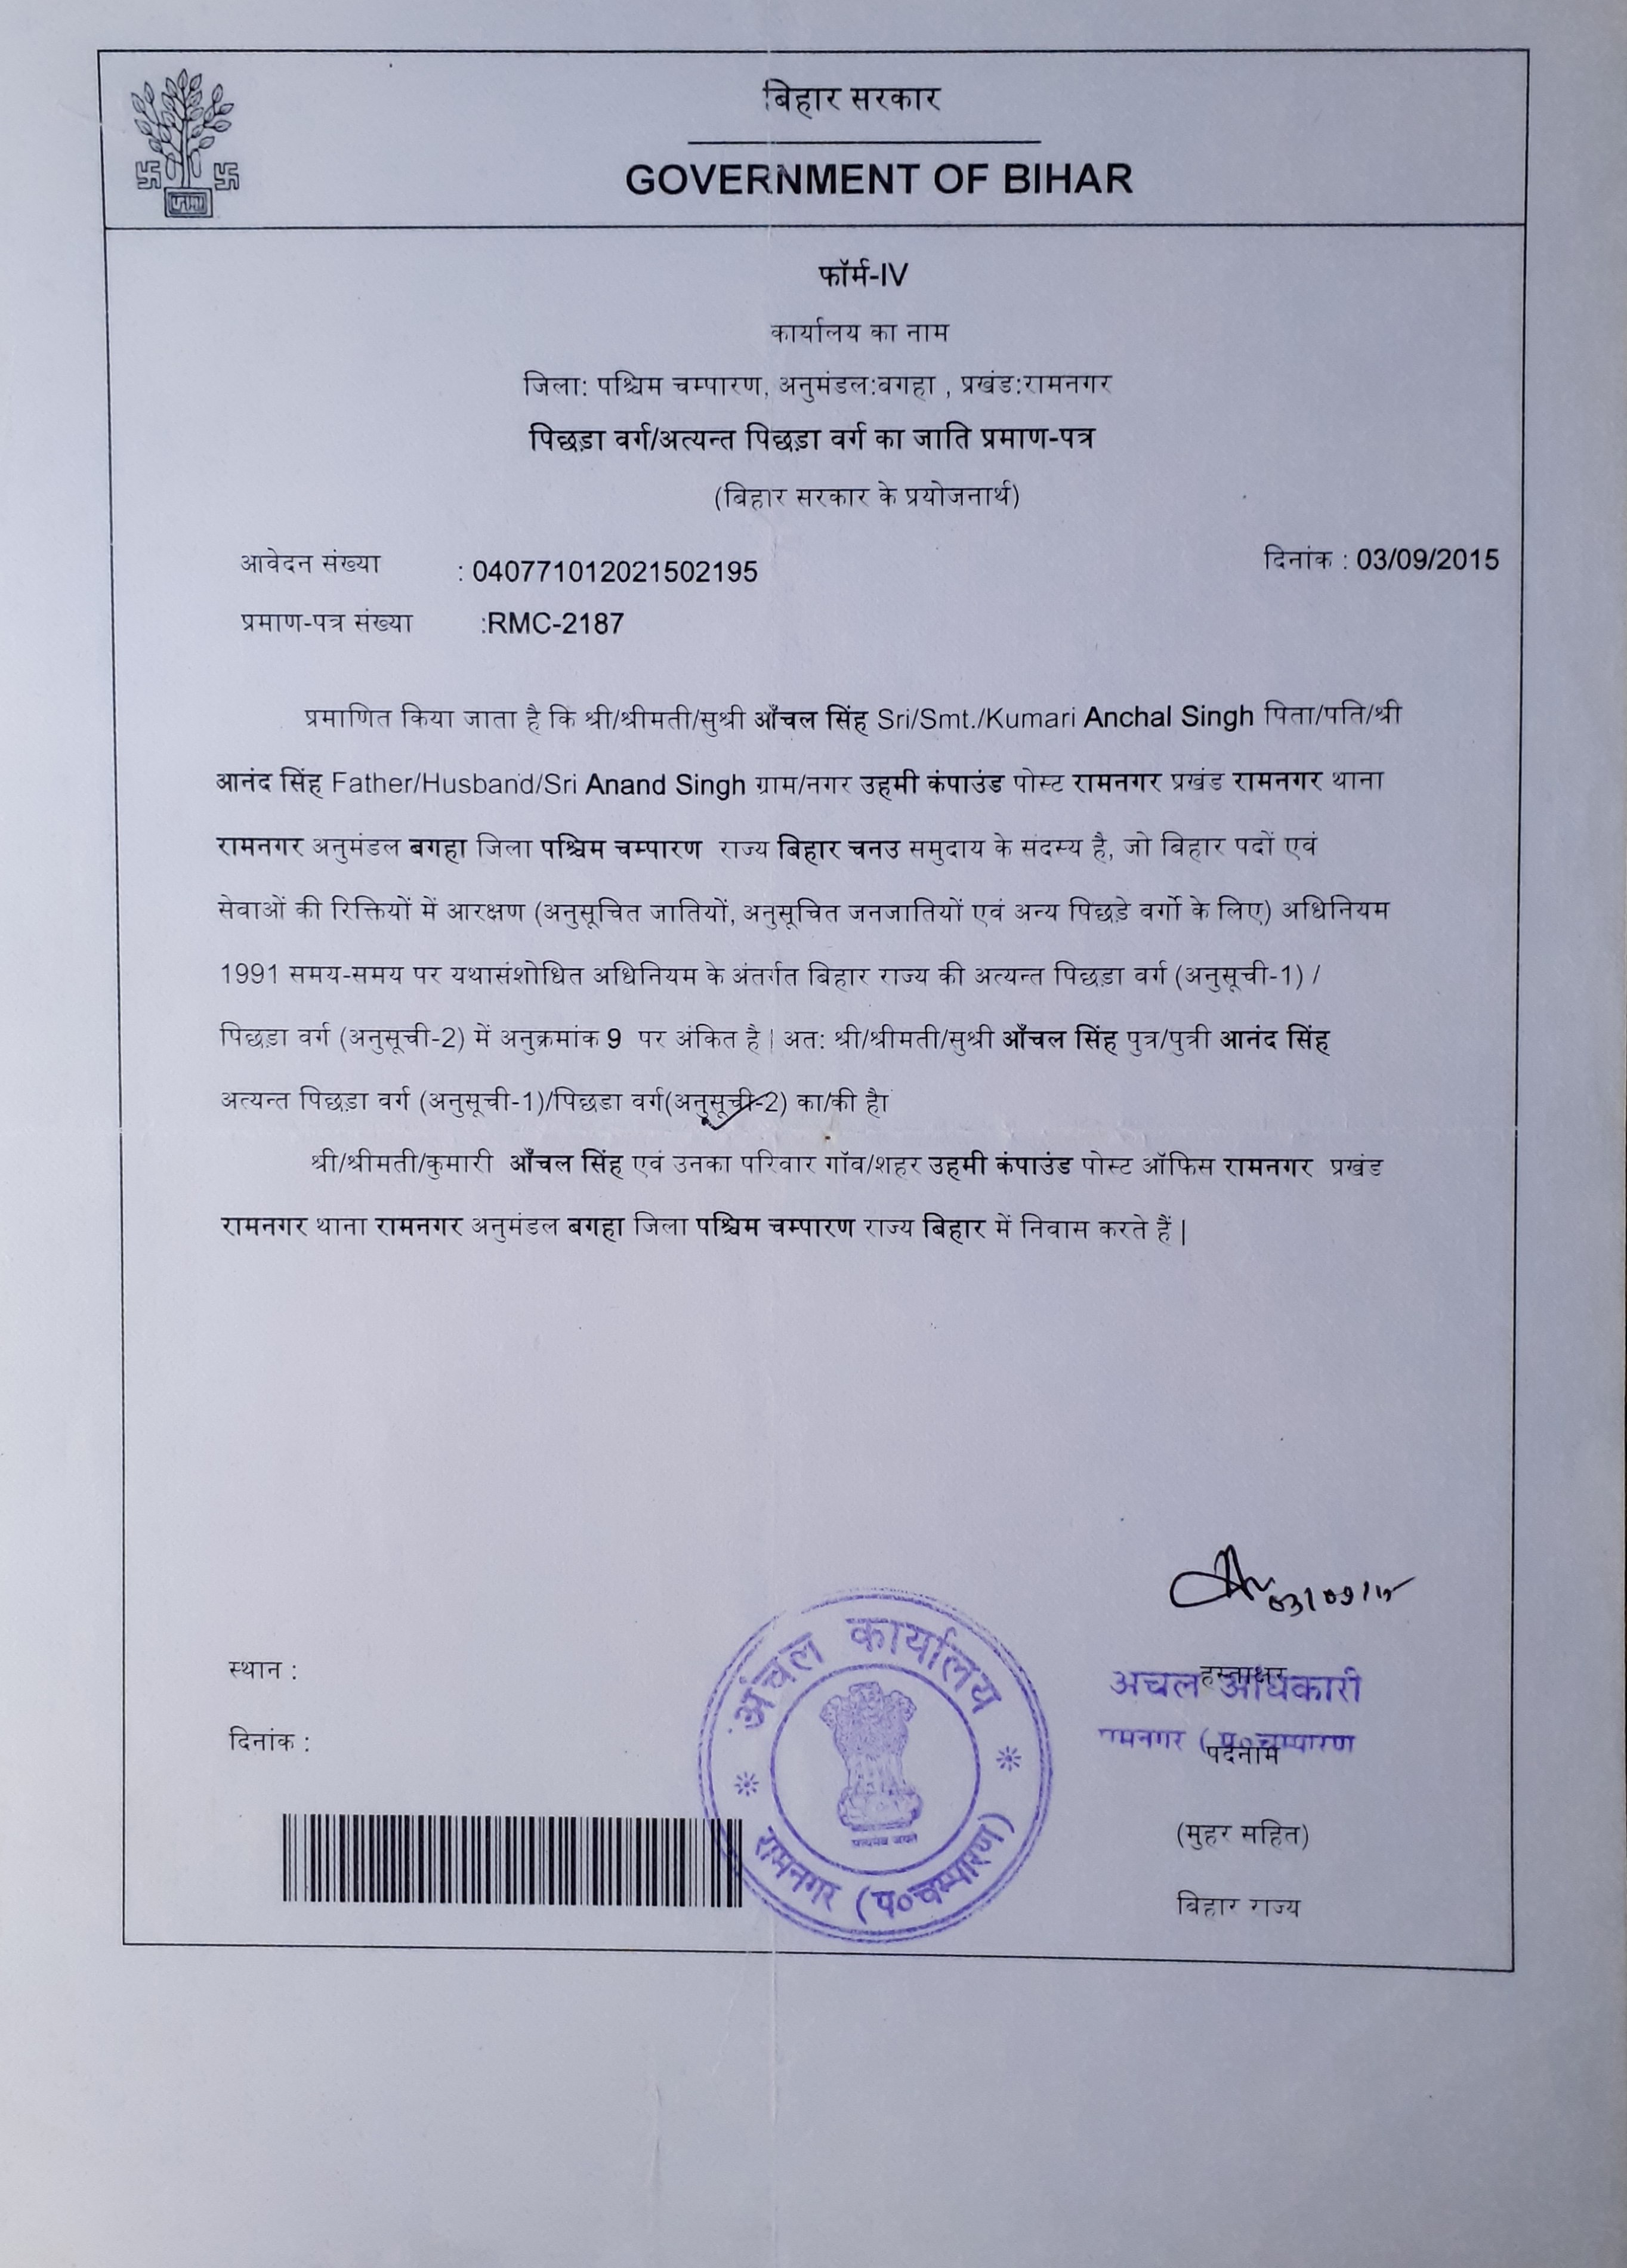 बिहार सरकार
GOVERNMENT OF BIHAR
फॉर्म-IV
कार्यालय का नाम
जिला: पश्चिम चम्पारण, अनुमंडल:बगहा , प्रखंड:रामनगर
पिछड़ा वर्ग/अत्यन्त पिछड़ा वर्ग का जाति प्रमाण-पत्र
(बिहार सरकार के प्रयोजनार्थ)
आवेदन संख्या : 040771012021502195 दिनांक : 03/09/2015
प्रमाण-पत्र संख्या :RMC-2187
प्रमाणित किया जाता है कि श्री/श्रीमती/सुश्री आँचल सिंह Sri/Smt./Kumari Anchal Singh पिता/पति/श्री
आनंद सिंह Father/Husband/Sri Anand Singh ग्राम/नगर उहमी कंपाउंड पोस्ट रामनगर प्रखंड रामनगर थाना
रामनगर अनुमंडल बगहा जिला पश्चिम चम्पारण राज्य बिहार चनउ समुदाय के सदस्य है, जो बिहार पदों एवं
सेवाओं की रिक्तियों में आरक्षण (अनुसूचित जातियों, अनुसूचित जनजातियों एवं अन्य पिछड़े वर्गो के लिए) अधिनियम
1991 समय-समय पर यथासंशोधित अधिनियम के अंतर्गत बिहार राज्य की अत्यन्त पिछड़ा वर्ग (अनुसूची-1) /
पिछड़ा वर्ग (अनुसूची-2) में अनुक्रमांक 9 पर अंकित है | अत: श्री/श्रीमती/सुश्री आँचल सिंह पुत्र/पुत्री आनंद सिंह
अत्यन्त पिछड़ा वर्ग (अनुसूची-1)/पिछडा वर्ग(अनुसूची-2) का/की है।
श्री/श्रीमती/कुमारी आँचल सिंह एवं उनका परिवार गॉव/शहर उहमी कंपाउंड पोस्ट ऑफिस रामनगर प्रखंड
रामनगर थाना रामनगर अनुमंडल बगहा जिला पश्चिम चम्पारण राज्य बिहार में निवास करते हैं |
03/09/15
स्थान :
हस्ताक्षर
अंचल अधिकारी
रामनगर ( प०चम्पारण
दिनांक :
पदनाम
अंचल कार्यालय
रामनगर (प०चम्पारण)
(मुहर सहित)
बिहार राज्य